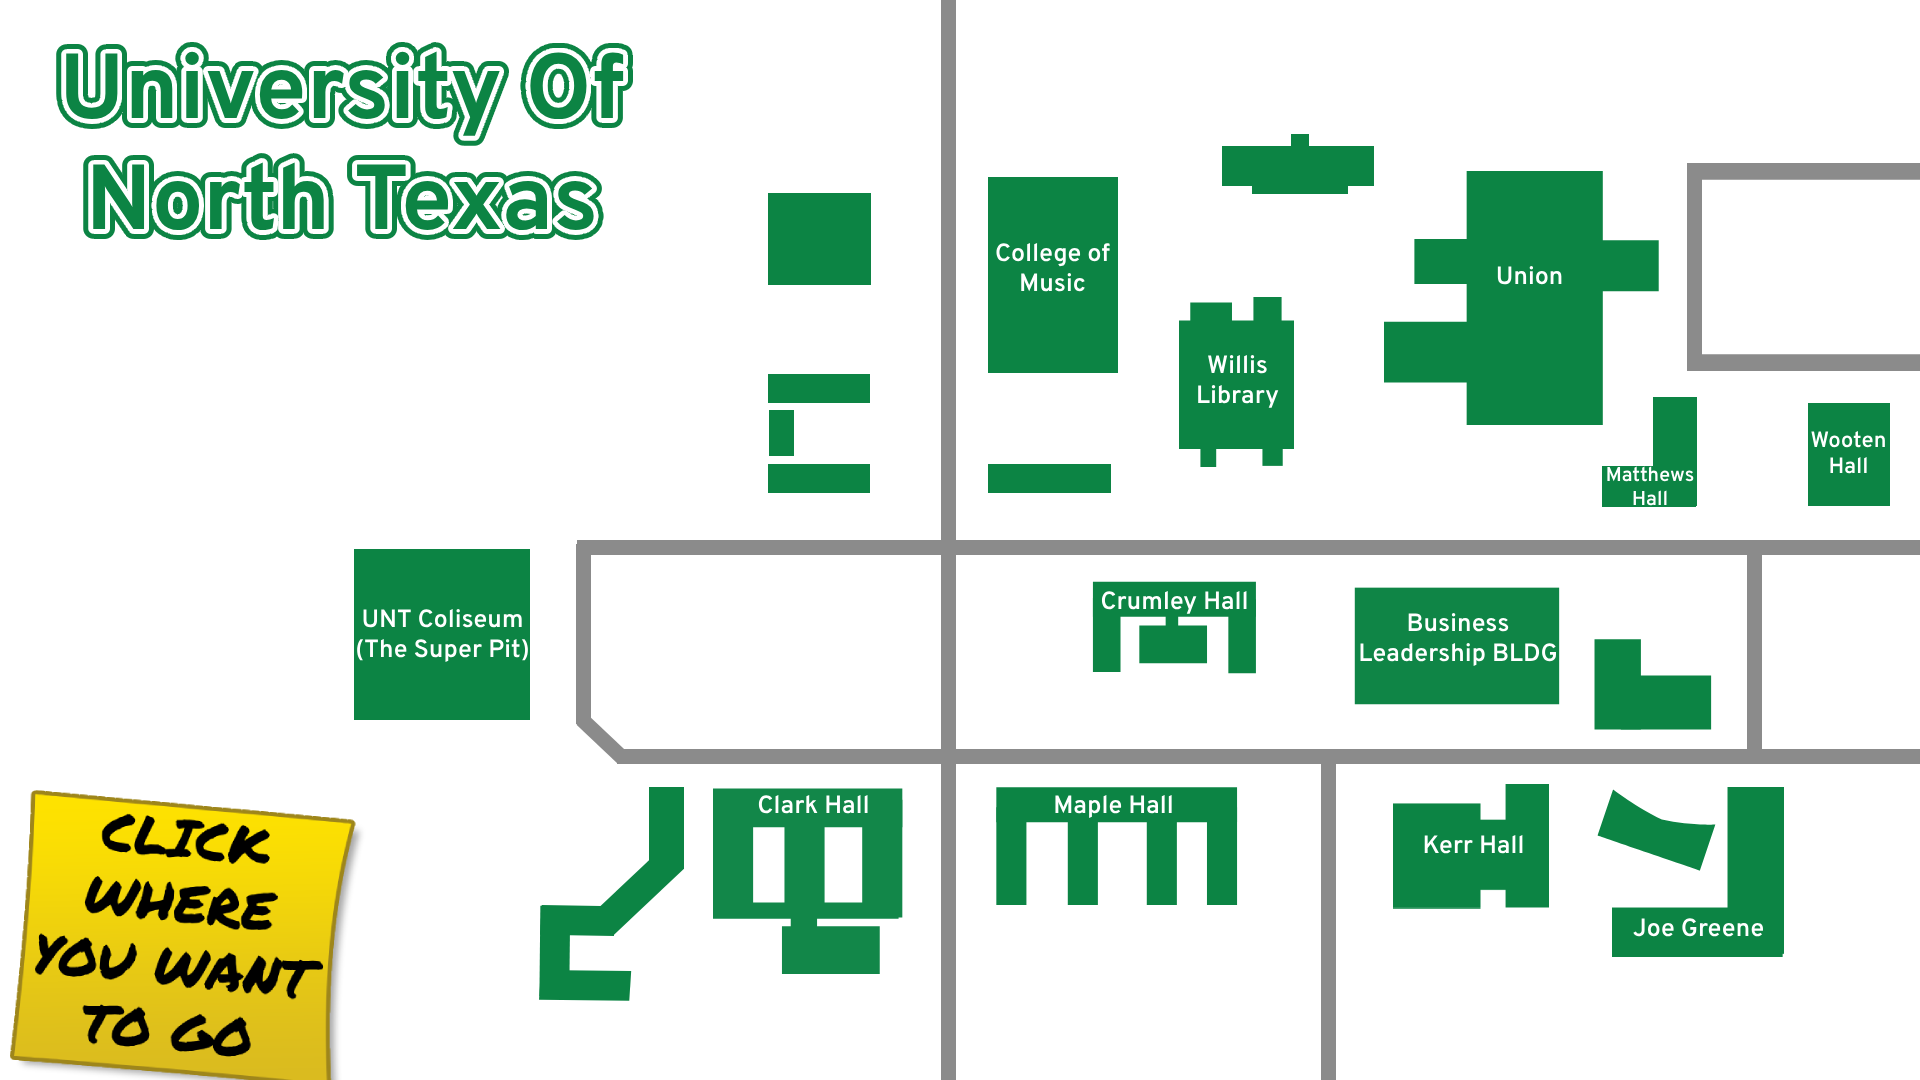 University Of
North Texas
College of
Music
Union
Willis
Library
Wooten
Hall
Matthews
Hall
UNT Coliseum
(The Super Pit)
Crumley Hall
Business
Leadership BLDG
Clark Hall
Maple Hall
Kerr Hall
Joe Greene
CLICK
WHERE
YOU WANT
TO GO